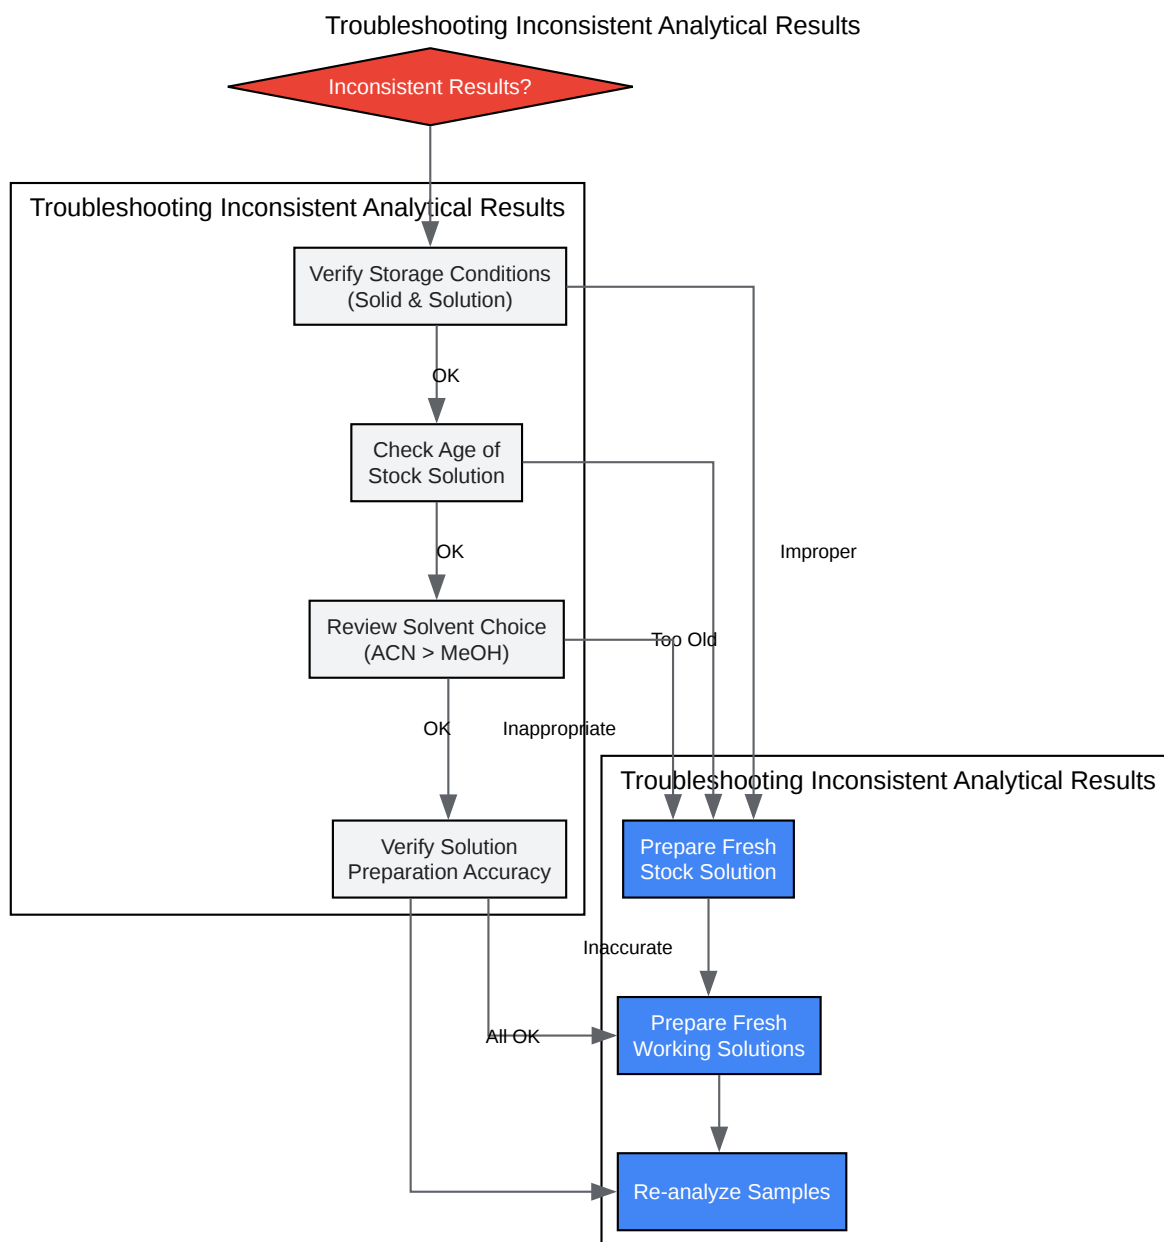 Troubleshooting Inconsistent Analytical Results
Inconsistent Results?
Troubleshooting Inconsistent Analytical Results
Verify Storage Conditions
(Solid & Solution)
OK
Check Age of
Stock Solution
OK
Improper
Review Solvent Choice
(ACN > MeOH)
Too Old
OK
Inappropriate
Troubleshooting Inconsistent Analytical Results
Verify Solution
Preparation Accuracy
Prepare Fresh
Stock Solution
Inaccurate
All OK
Prepare Fresh
Working Solutions
Re-analyze Samples